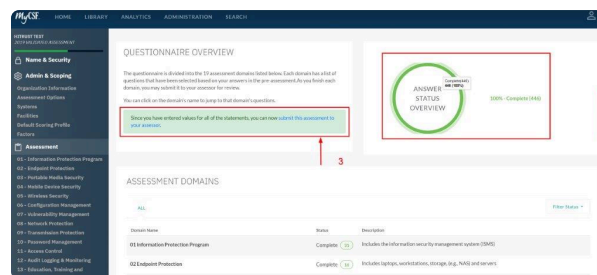 MyCSF.
HOME LIBRARY ANALYTICS ADMINISTRATION SEARCH
HITRUST TEST
2019 VALIDATED ASSESSMENT
Name & Security
Admin & Scoping
Organization Information
Assessment Options
Systems
Facilities
Default Scoring Profile
Factors
Assessment
01 - Information Protection Program
02 - Endpoint Protection
03 - Portable Media Security
04 - Mobile Device Security
05 - Wireless Security
06 - Configuration Management
07 - Vulnerability Management
08 - Network Protection
09 - Transmission Protection
10 - Password Management
11 - Access Control
12 - Audit Logging & Monitoring
13 - Education, Training and
QUESTIONNAIRE OVERVIEW
The questionnaire is divided into the 19 assessment domains listed below. Each domain has a list of
questions that have been selected based on your answers in the pre-assessment. As you finish each
domain, you may submit it to your assessor for review.
You can click on the domain's name to jump to that domain's questions.
Since you have entered values for all of the statements, you can now submit this assessment to
your assessor.
3
ANSWER
STATUS
OVERVIEW
446 (100%)
100% - Complete (446)
ASSESSMENT DOMAINS
ALL
Filter Status
Domain Name Status Description
01 Information Protection Program Complete Includes the information security management system (ISMS)
02 Endpoint Protection Complete Includes laptops, workstations, storage, (e.g., NAS) and servers